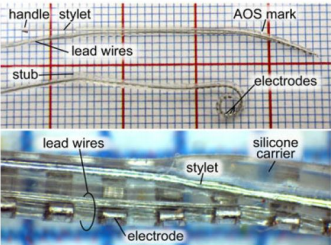 handle stylet AOS mark
lead wires
stub
electrodes
lead wires
silicone
carrier
stylet
electrode